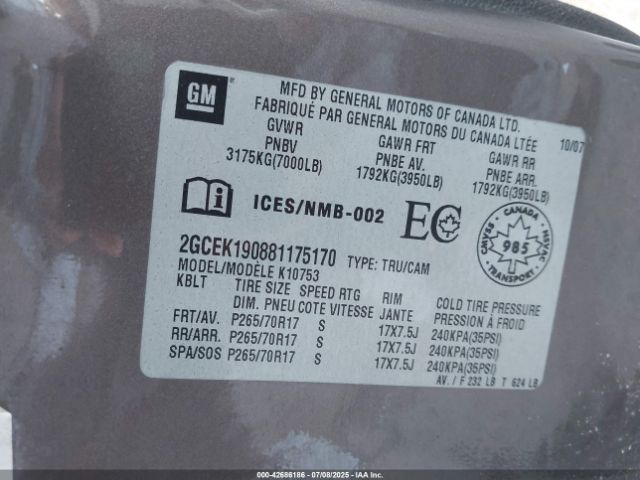 GM
MFD BY GENERAL MOTORS OF CANADA LTD.
FABRIQUÉ PAR GENERAL MOTORS DU CANADA LTÉE
10/07
GVWR GAWR FRT GAWR RR
PNBV PNBE AV. PNBE ARR.
3175KG(7000LB) 1792KG(3950LB) 1792KG(3950LB)
i ICES/NMB-002 EC
CANADA
CMVSS 985 NSVAC
TRANSPORT
2GCEK190881175170 TYPE: TRU/CAM
MODEL/MODÈLE K10753
KBLT TIRE SIZE SPEED RTG RIM COLD TIRE PRESSURE
DIM. PNEU COTE VITESSE JANTE PRESSION À FROID
FRT/AV. P265/70R17 S 17X7.5J 240KPA(35PSI)
RR/ARR. P265/70R17 S 17X7.5J 240KPA(35PSI)
SPA/SOS P265/70R17 S 17X7.5J 240KPA(35PSI)
AV. / F 232 LB T 624 LB
000-42686186 - 07/08/2025 - IAAI.com